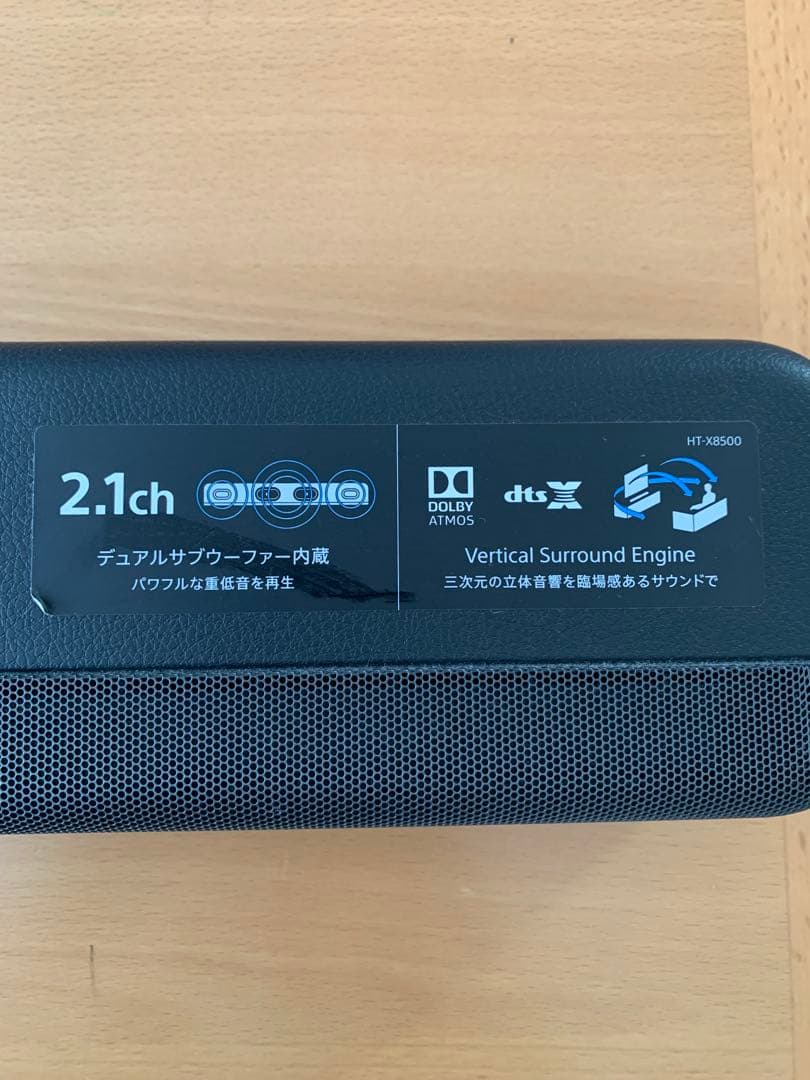 HT-X8500
2.1ch
デュアルサブウーファー内蔵
パワフルな重低音を再生
DOLBY
ATMOS
dts X
Vertical Surround Engine
三次元の立体音響を臨場感あるサウンドで